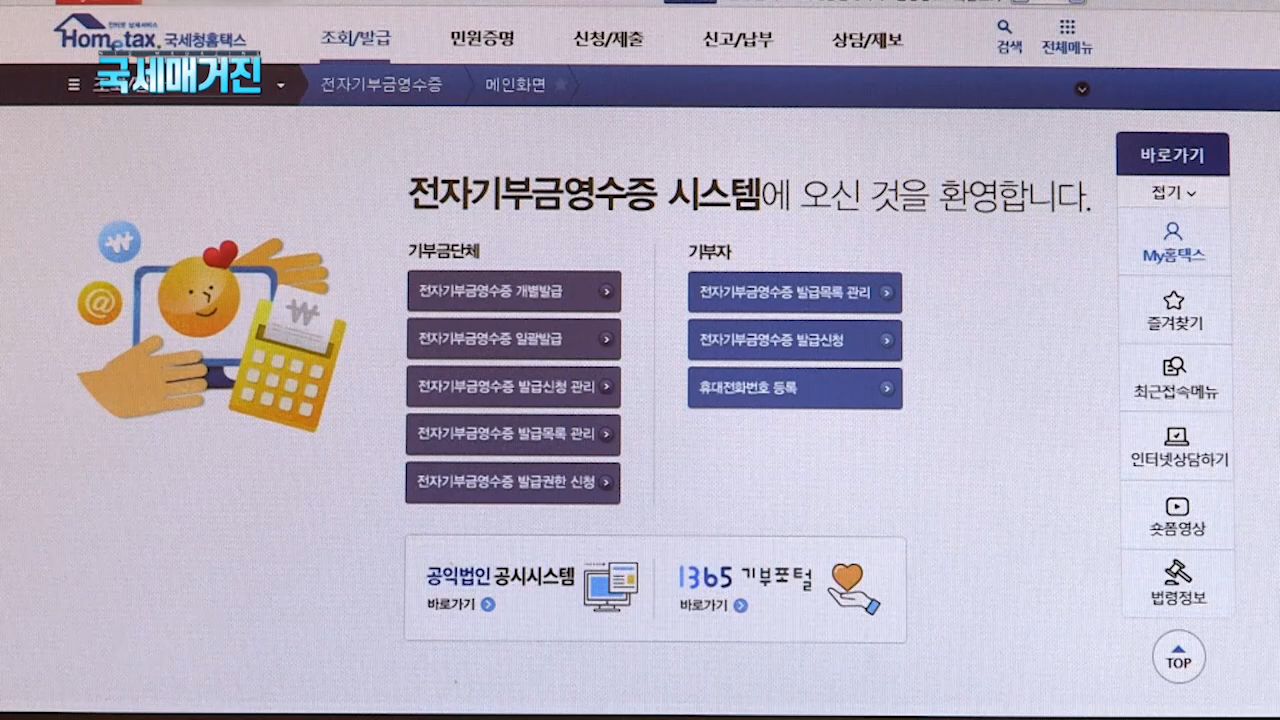 인터넷 납세서비스
Hometax. 국세청홈택스
조회/발급
민원증명
신청/제출
신고/납부
상담/제보
검색
전체메뉴
국세매거진
전자기부금영수증
메인화면
바로가기
접기
My홈택스
즐겨찾기
최근접속메뉴
인터넷상담하기
숏폼영상
법령정보
TOP
전자기부금영수증 시스템에 오신 것을 환영합니다.
기부금단체
전자기부금영수증 개별발급
전자기부금영수증 일괄발급
전자기부금영수증 발급신청 관리
전자기부금영수증 발급목록 관리
전자기부금영수증 발급권한 신청
기부자
전자기부금영수증 발급목록 관리
전자기부금영수증 발급신청
휴대전화번호 등록
공익법인 공시시스템
바로가기
1365 기부포털
바로가기
₩
@
₩